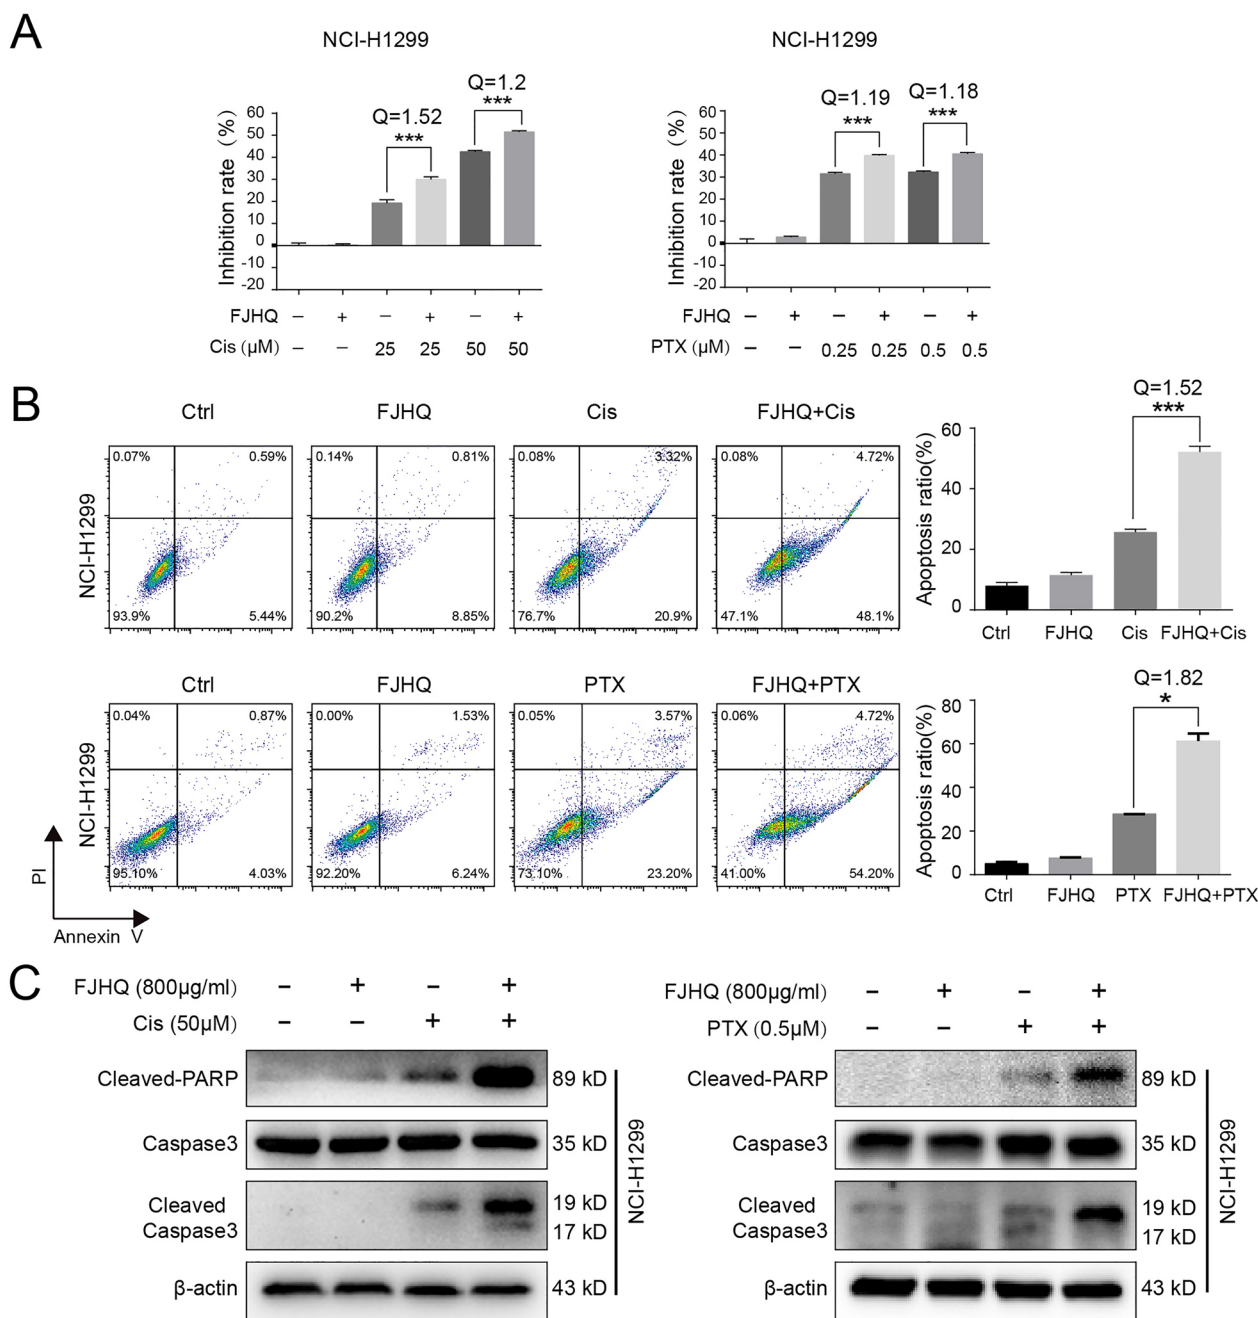 A
NCI-H1299
Q=1.52
***
Q=1.2
***
Inhibition rate (%)
60
50
40
30
20
10
0
-10
-20
FJHQ – + – + – +
Cis (μM) – – 25 25 50 50
NCI-H1299
Q=1.19
***
Q=1.18
***
Inhibition rate (%)
60
50
40
30
20
10
0
-10
-20
FJHQ – + – + – +
PTX (μM) – – 0.25 0.25 0.5 0.5
B
Ctrl FJHQ Cis FJHQ+Cis
NCI-H1299
0.07% 0.59% 0.14% 0.81% 0.08% 3.32% 0.08% 4.72%
93.9% 5.44% 90.2% 8.85% 76.7% 20.9% 47.1% 48.1%
Q=1.52
***
Apoptosis ratio(%)
60
40
20
0
Ctrl FJHQ Cis FJHQ+Cis
Ctrl FJHQ PTX FJHQ+PTX
NCI-H1299
0.04% 0.87% 0.00% 1.53% 0.05% 3.57% 0.06% 4.72%
95.10% 4.03% 92.20% 6.24% 73.10% 23.20% 41.00% 54.20%
PI
Annexin V
Q=1.82
*
Apoptosis ratio(%)
80
60
40
20
0
Ctrl FJHQ PTX FJHQ+PTX
C
FJHQ (800μg/ml) – + – +
Cis (50μM) – – + +
Cleaved-PARP 89 kD
Caspase3 35 kD
Cleaved 19 kD
Caspase3 17 kD
β-actin 43 kD
NCI-H1299
FJHQ (800μg/ml) – + – +
PTX (0.5μM) – – + +
Cleaved-PARP 89 kD
Caspase3 35 kD
Cleaved 19 kD
Caspase3 17 kD
β-actin 43 kD
NCI-H1299